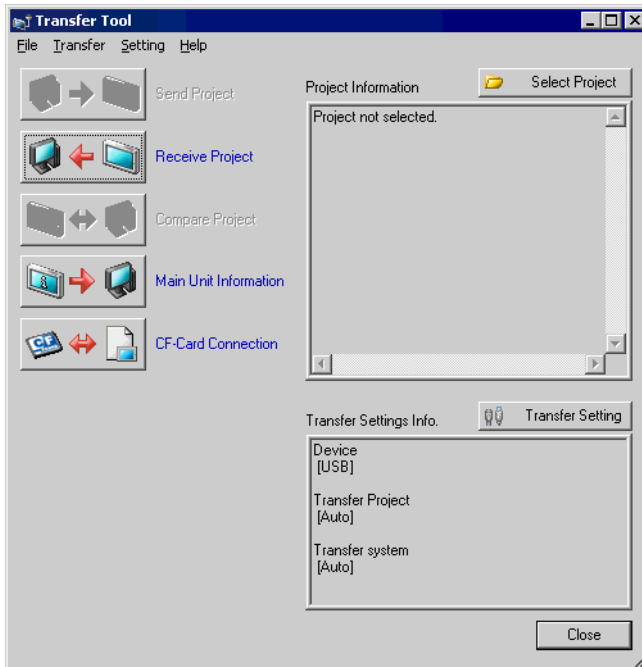 Transfer Tool
File Transfer Setting Help
Send Project
Receive Project
Compare Project
Main Unit Information
CF
CF-Card Connection
Project Information
Select Project
Project not selected.
Transfer Settings Info.
Transfer Setting
Device
[USB]
Transfer Project
[Auto]
Transfer system
[Auto]
Close